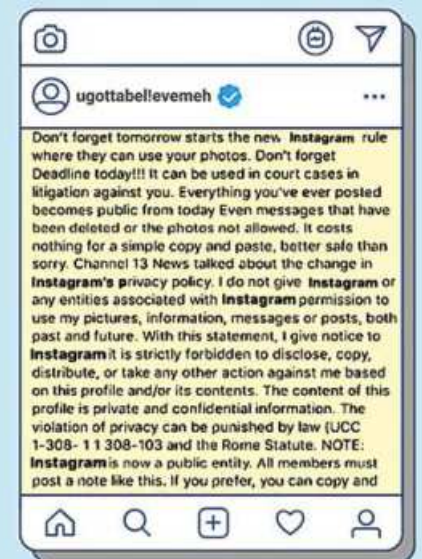 ugottabel!evemeh
Don't forget tomorrow starts the new Instagram rule
where they can use your photos. Don't forget
Deadline today!!! It can be used in court cases in
litigation against you. Everything you've ever posted
becomes public from today Even messages that have
been deleted or the photos not allowed. It costs
nothing for a simple copy and paste, better safe than
sorry. Channel 13 News talked about the change in
Instagram's privacy policy. I do not give Instagram or
any entities associated with Instagram permission to
use my pictures, information, messages or posts, both
past and future. With this statement, I give notice to
Instagram it is strictly forbidden to disclose, copy,
distribute, or take any other action against me based
on this profile and/or its contents. The content of this
profile is private and confidential information. The
violation of privacy can be punished by law (UCC
1-308- 1 1 308-103 and the Rome Statute. NOTE:
Instagram is now a public entity. All members must
post a note like this. If you prefer, you can copy and